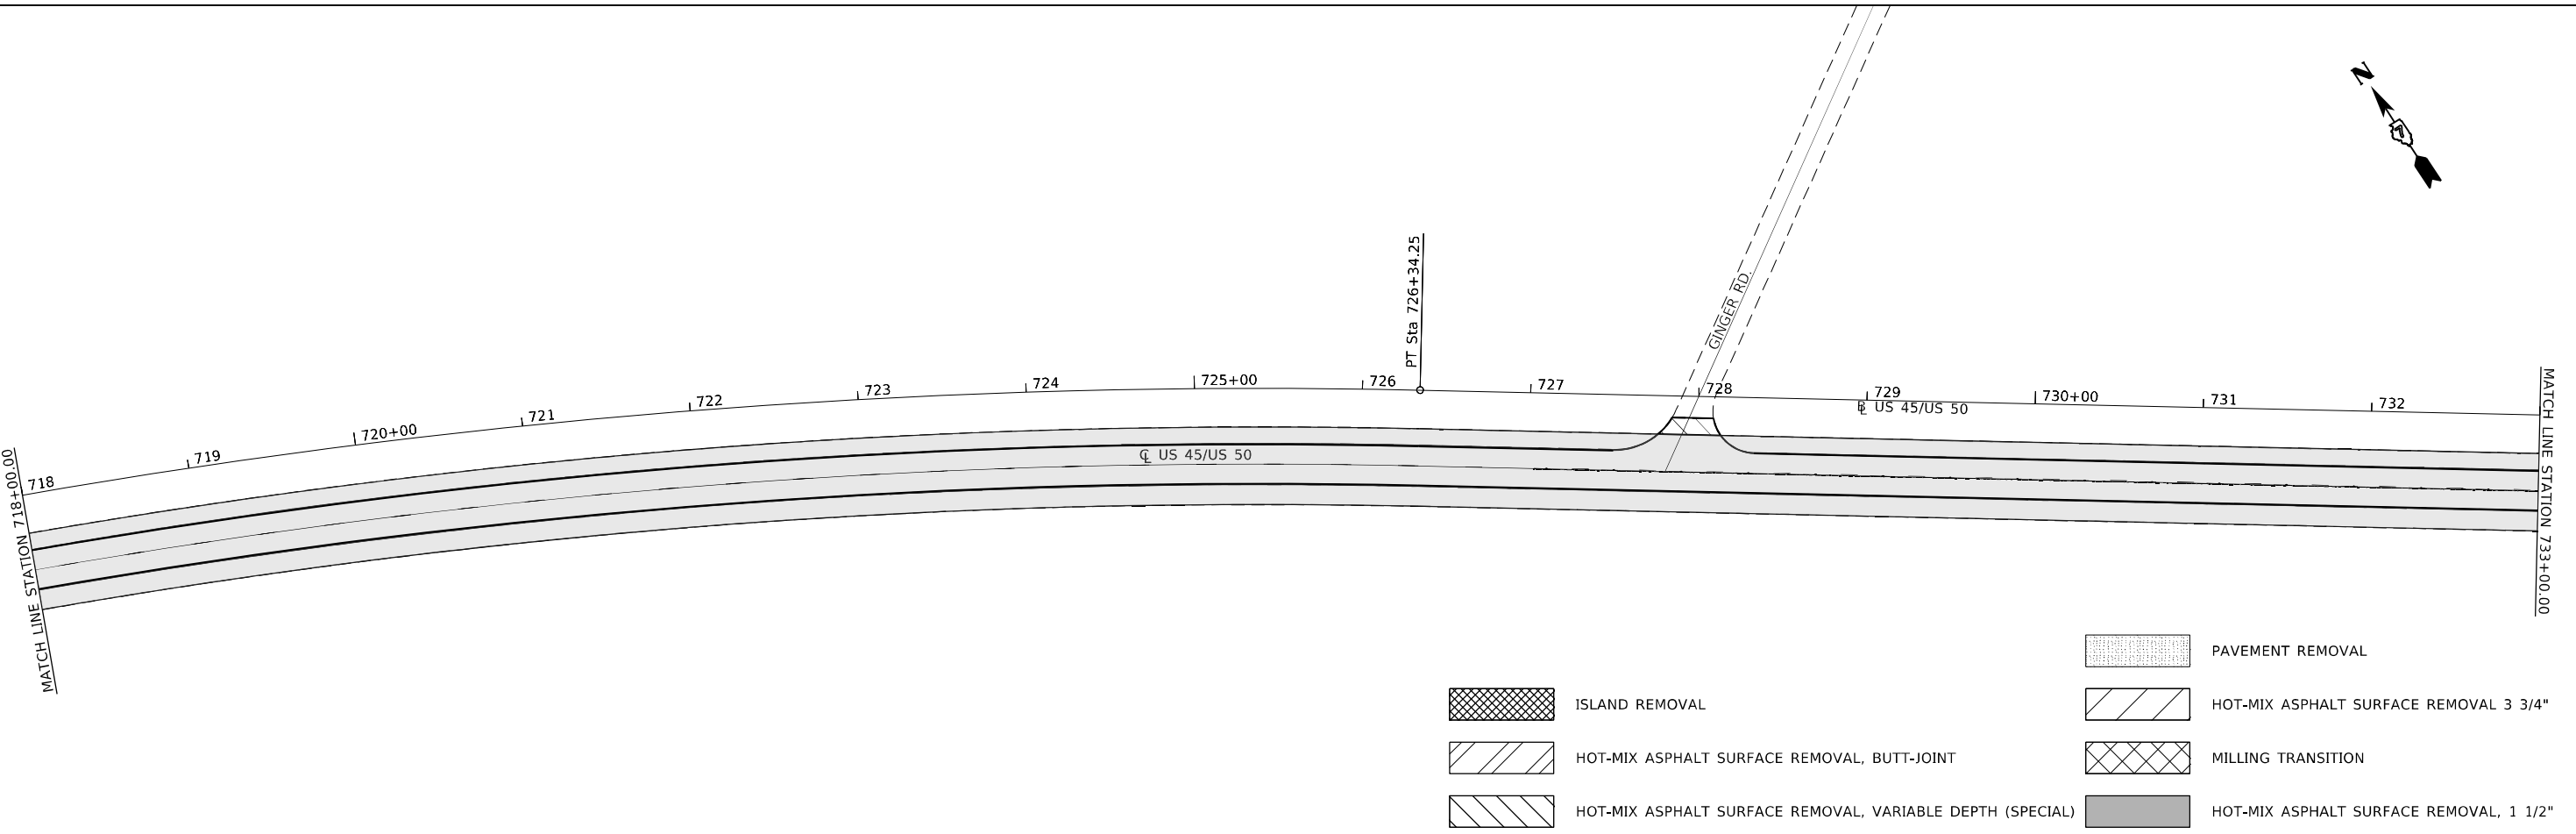 N
7
PT Sta 726+34.25
GINGER RD.
718
719
720+00
721
722
723
724
725+00
726
727
728
729
730+00
731
732
℄ US 45/US 50
B̵L US 45/US 50
MATCH LINE STATION 718+00.00
MATCH LINE STATION 733+00.00
PAVEMENT REMOVAL
ISLAND REMOVAL
HOT-MIX ASPHALT SURFACE REMOVAL 3 3/4"
HOT-MIX ASPHALT SURFACE REMOVAL, BUTT-JOINT
MILLING TRANSITION
HOT-MIX ASPHALT SURFACE REMOVAL, VARIABLE DEPTH (SPECIAL)
HOT-MIX ASPHALT SURFACE REMOVAL, 1 1/2"